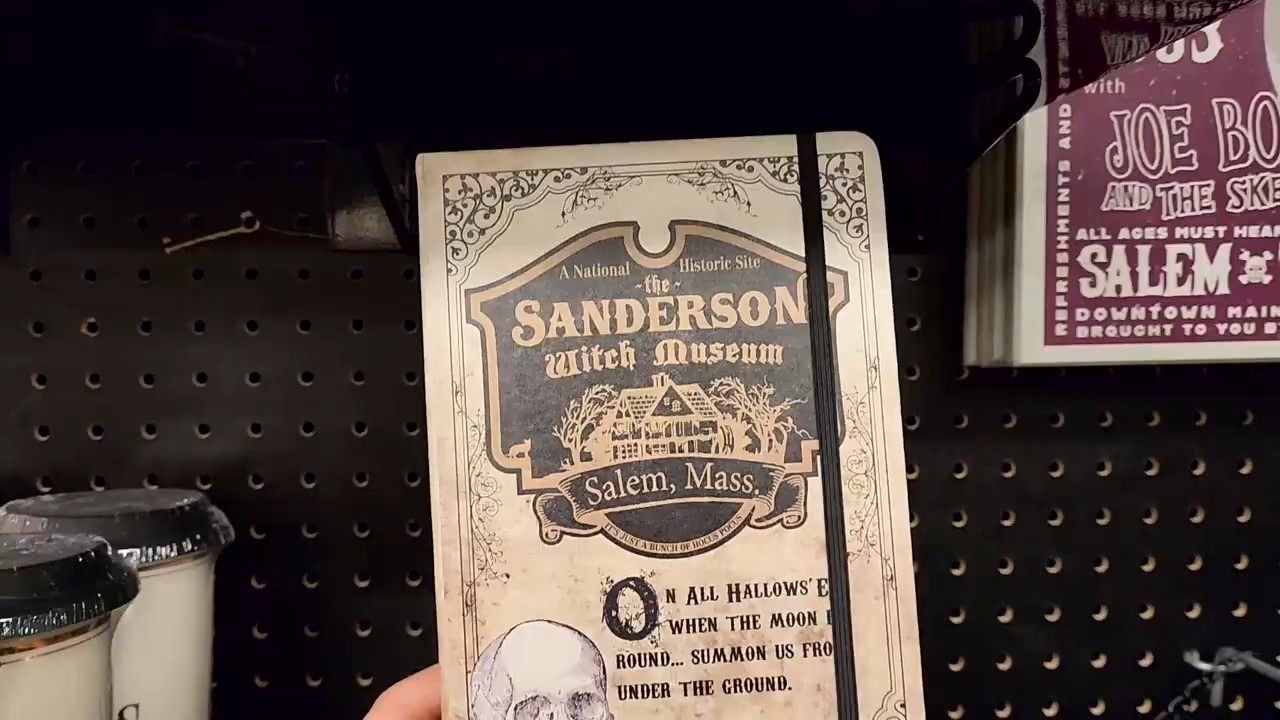 A National Historic Site
~the~
SANDERSON
Witch Museum
Salem, Mass.
IT'S JUST A BUNCH OF HOCUS POCUS
ON ALL HALLOWS'E
WHEN THE MOON
ROUND... SUMMON US FRO
UNDER THE GROUND.
REFRESHMENTS AND
with
JOE BO
AND THE SKE
ALL AGES MUST HEAR
SALEM
DOWNTOWN MAIN
BROUGHT TO YOU B
S